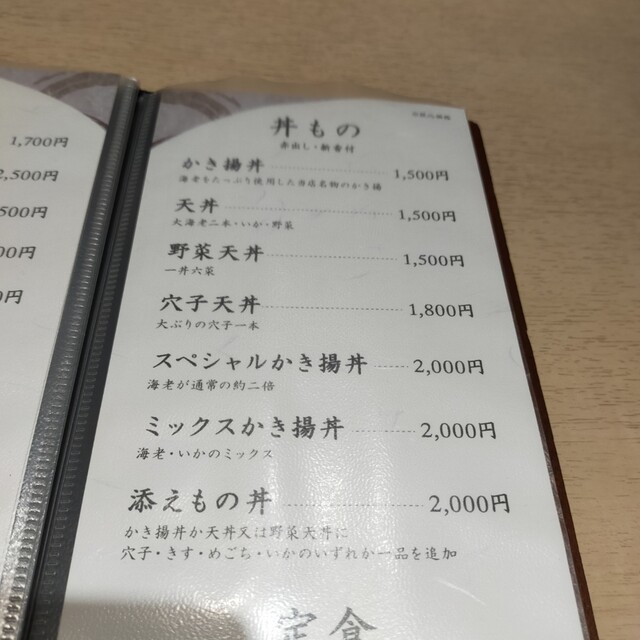 1,700円
2,500円
500円
00円
0円
丼もの
赤出し・新香付
かき揚丼 1,500円
海老をたっぷり使用した当店名物のかき揚
天丼 1,500円
大海老二本・いか・野菜
野菜天丼 1,500円
一丼六菜
穴子天丼 1,800円
大ぶりの穴子一本
スペシャルかき揚丼 2,000円
海老が通常の約二倍
ミックスかき揚丼 2,000円
海老・いかのミックス
添えもの丼 2,000円
かき揚丼か天丼又は野菜天丼に
穴子・きす・めごち・いかのいずれか一品を追加
定食